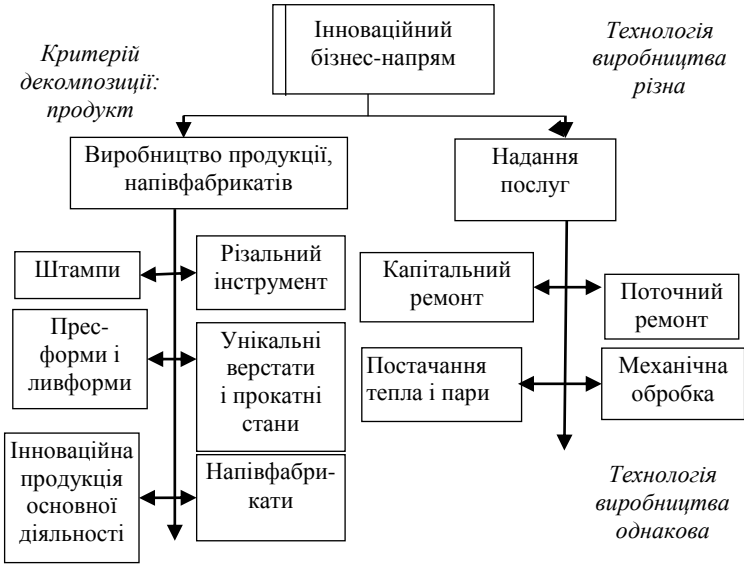 Критерій
декомпозиції:
продукт
Інноваційний
бізнес-напрям
Технологія
виробництва
різна
Виробництво продукції,
напівфабрикатів
Надання
послуг
Штампи
Різальний
інструмент
Прес-
форми і
ливформи
Унікальні
верстати
і прокатні
стани
Інноваційна
продукція
основної
діяльності
Напівфабри-
кати
Капітальний
ремонт
Поточний
ремонт
Постачання
тепла і пари
Механічна
обробка
Технологія
виробництва
однакова